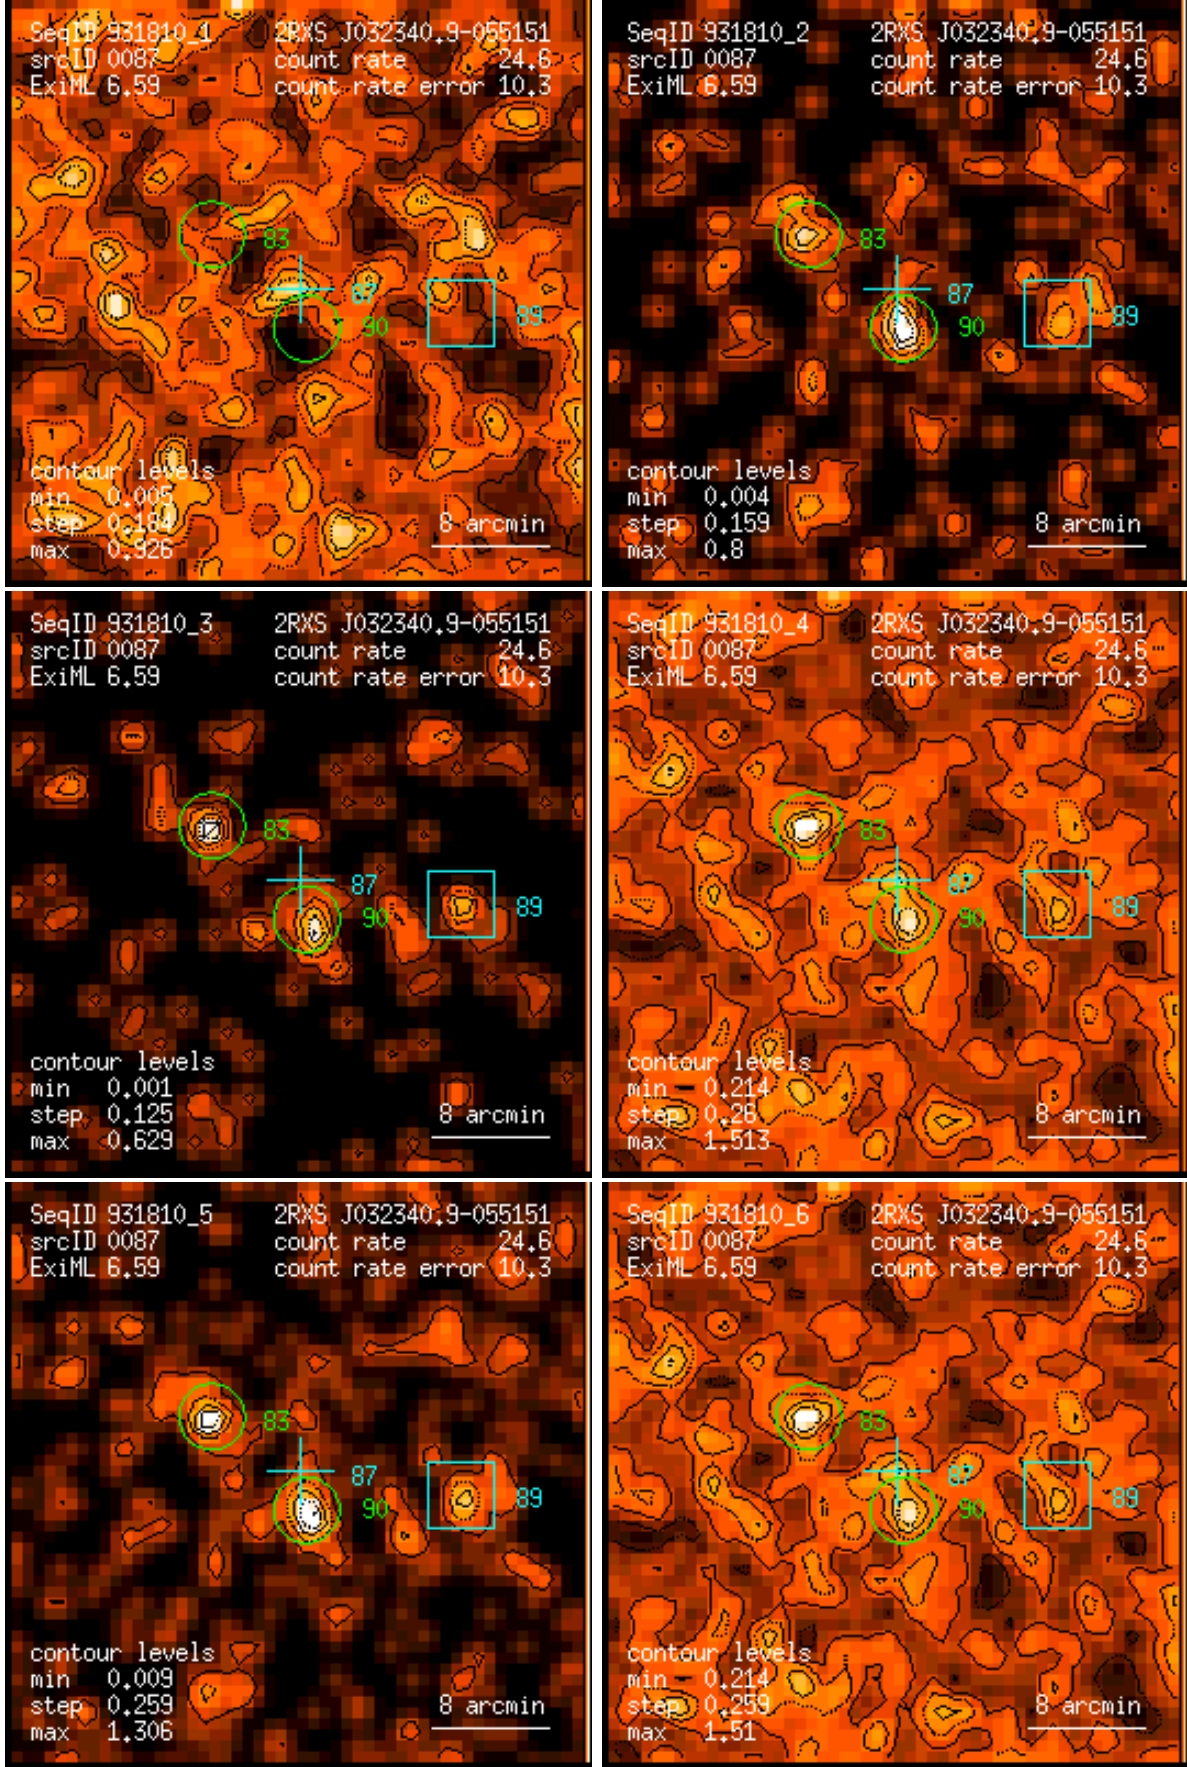 SeqID 931810_1 2RXS J032340.9-055151
srcID 0087 count rate 24.6
ExiML 6.59 count rate error 10.3
83
87
90
89
contour levels
min 0.005
step 0.184
max 0.926
8 arcmin
SeqID 931810_2 2RXS J032340.9-055151
srcID 0087 count rate 24.6
ExiML 6.59 count rate error 10.3
83
87
90
89
contour levels
min 0.004
step 0.159
max 0.8
8 arcmin
SeqID 931810_3 2RXS J032340.9-055151
srcID 0087 count rate 24.6
ExiML 6.59 count rate error 10.3
83
87
90
89
contour levels
min 0.001
step 0.125
max 0.629
8 arcmin
SeqID 931810_4 2RXS J032340.9-055151
srcID 0087 count rate 24.6
ExiML 6.59 count rate error 10.3
83
87
90
89
contour levels
min 0.214
step 0.26
max 1.513
8 arcmin
SeqID 931810_5 2RXS J032340.9-055151
srcID 0087 count rate 24.6
ExiML 6.59 count rate error 10.3
83
87
90
89
contour levels
min 0.009
step 0.259
max 1.306
8 arcmin
SeqID 931810_6 2RXS J032340.9-055151
srcID 0087 count rate 24.6
ExiML 6.59 count rate error 10.3
83
87
90
89
contour levels
min 0.214
step 0.259
max 1.51
8 arcmin